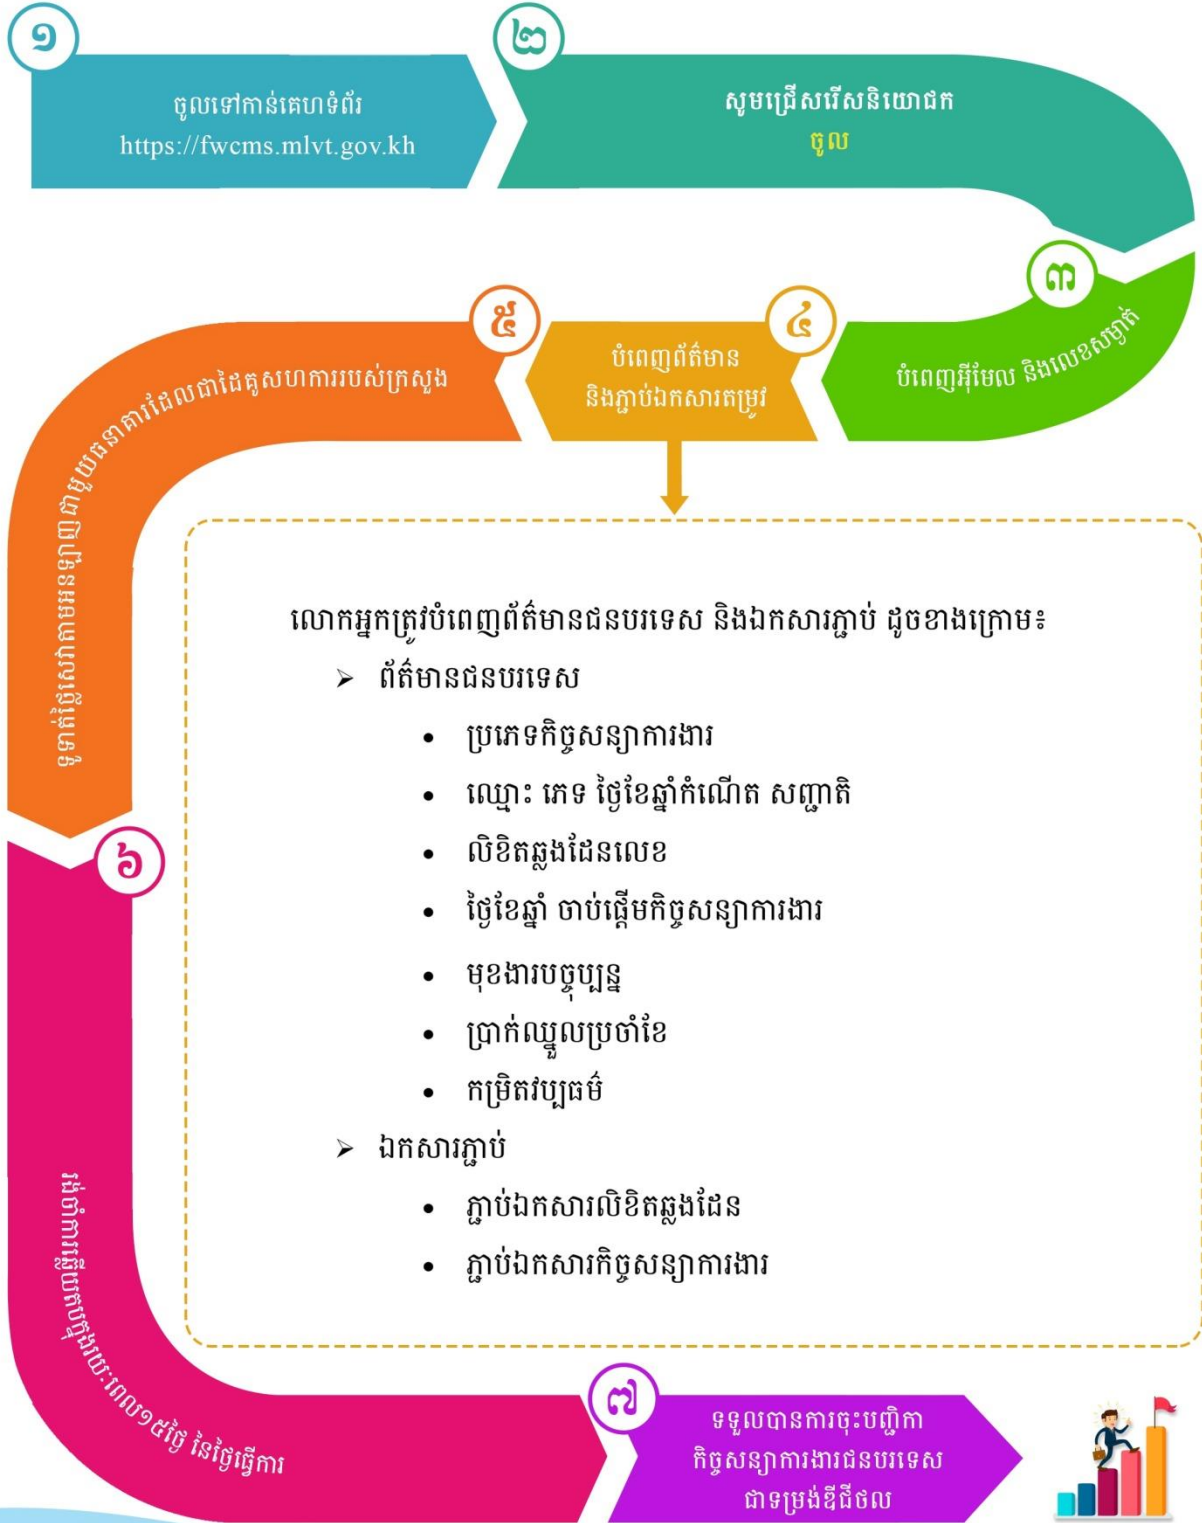 ១
ចូលទៅកាន់គេហទំព័រ
https://fwcms.mlvt.gov.kh
២
សូមជ្រើសរើសនិយោជក
ចូល
៣
បំពេញអ៊ីមែល និងលេខសម្ងាត់
៤
បំពេញព័ត៌មាន
និងភ្ជាប់ឯកសារតម្រូវ
៥
ទូទាត់ថ្លៃសេវាតាមអនឡាញជាមួយធនាគារដែលជាដៃគូសហការរបស់ក្រសួង
លោកអ្នកត្រូវបំពេញព័ត៌មានជនបរទេស និងឯកសារភ្ជាប់ ដូចខាងក្រោម៖
➢ ព័ត៌មានជនបរទេស
• ប្រភេទកិច្ចសន្យាការងារ
• ឈ្មោះ ភេទ ថ្ងៃខែឆ្នាំកំណើត សញ្ជាតិ
• លិខិតឆ្លងដែនលេខ
• ថ្ងៃខែឆ្នាំ ចាប់ផ្តើមកិច្ចសន្យាការងារ
• មុខងារបច្ចុប្បន្ន
• ប្រាក់ឈ្នួលប្រចាំខែ
• កម្រិតវប្បធម៌
➢ ឯកសារភ្ជាប់
• ភ្ជាប់ឯកសារលិខិតឆ្លងដែន
• ភ្ជាប់ឯកសារកិច្ចសន្យាការងារ
៦
រង់ចាំការឆ្លើយតបក្នុងរយៈពេល១៥ថ្ងៃ នៃថ្ងៃធ្វើការ
៧
ទទួលបានការចុះបញ្ជិកា
កិច្ចសន្យាការងារជនបរទេស
ជាទម្រង់ឌីជីថល